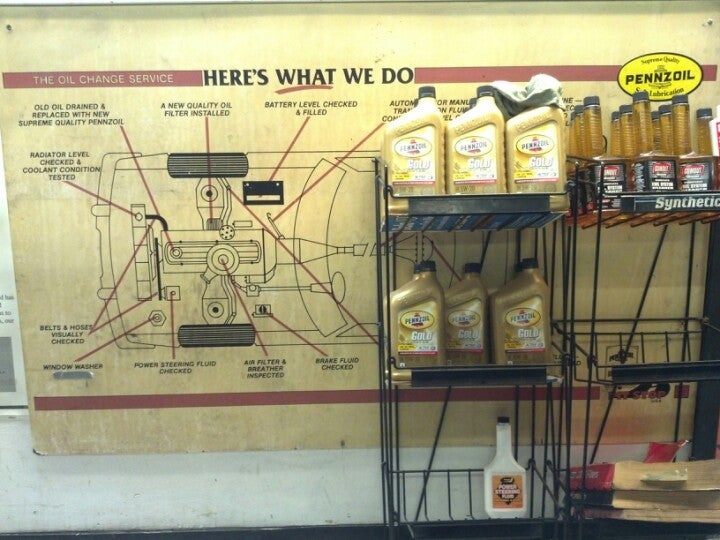 THE OIL CHANGE SERVICE
HERE'S WHAT WE DO
Supreme Quality
PENNZOIL
Lubrication
OLD OIL DRAINED &
REPLACED WITH NEW
SUPREME QUALITY PENNZOIL
A NEW QUALITY OIL
FILTER INSTALLED
BATTERY LEVEL CHECKED
& FILLED
RADIATOR LEVEL
CHECKED &
COOLANT CONDITION
TESTED
BELTS & HOSES
VISUALLY
CHECKED
WINDOW WASHER
POWER STEERING FLUID
CHECKED
AIR FILTER &
BREATHER
INSPECTED
BRAKE FLUID
CHECKED
PENNZOIL
GOLD
PENNZOIL
GOLD
PENNZOIL
GOLD
Synthetic
PENNZOIL
GOLD
PENNZOIL
GOLD
PENNZOIL
GOLD
POWER
STEERING
FLUID